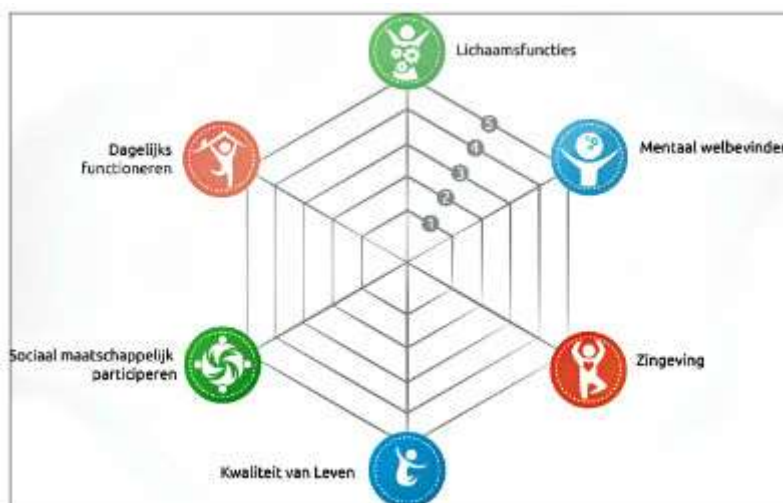 Lichaamsfuncties
5
Dagelijks
functioneren
4
Mentaal welbevinden
3
2
1
Sociaal maatschappelijk
participeren
Zingeving
Kwaliteit van Leven